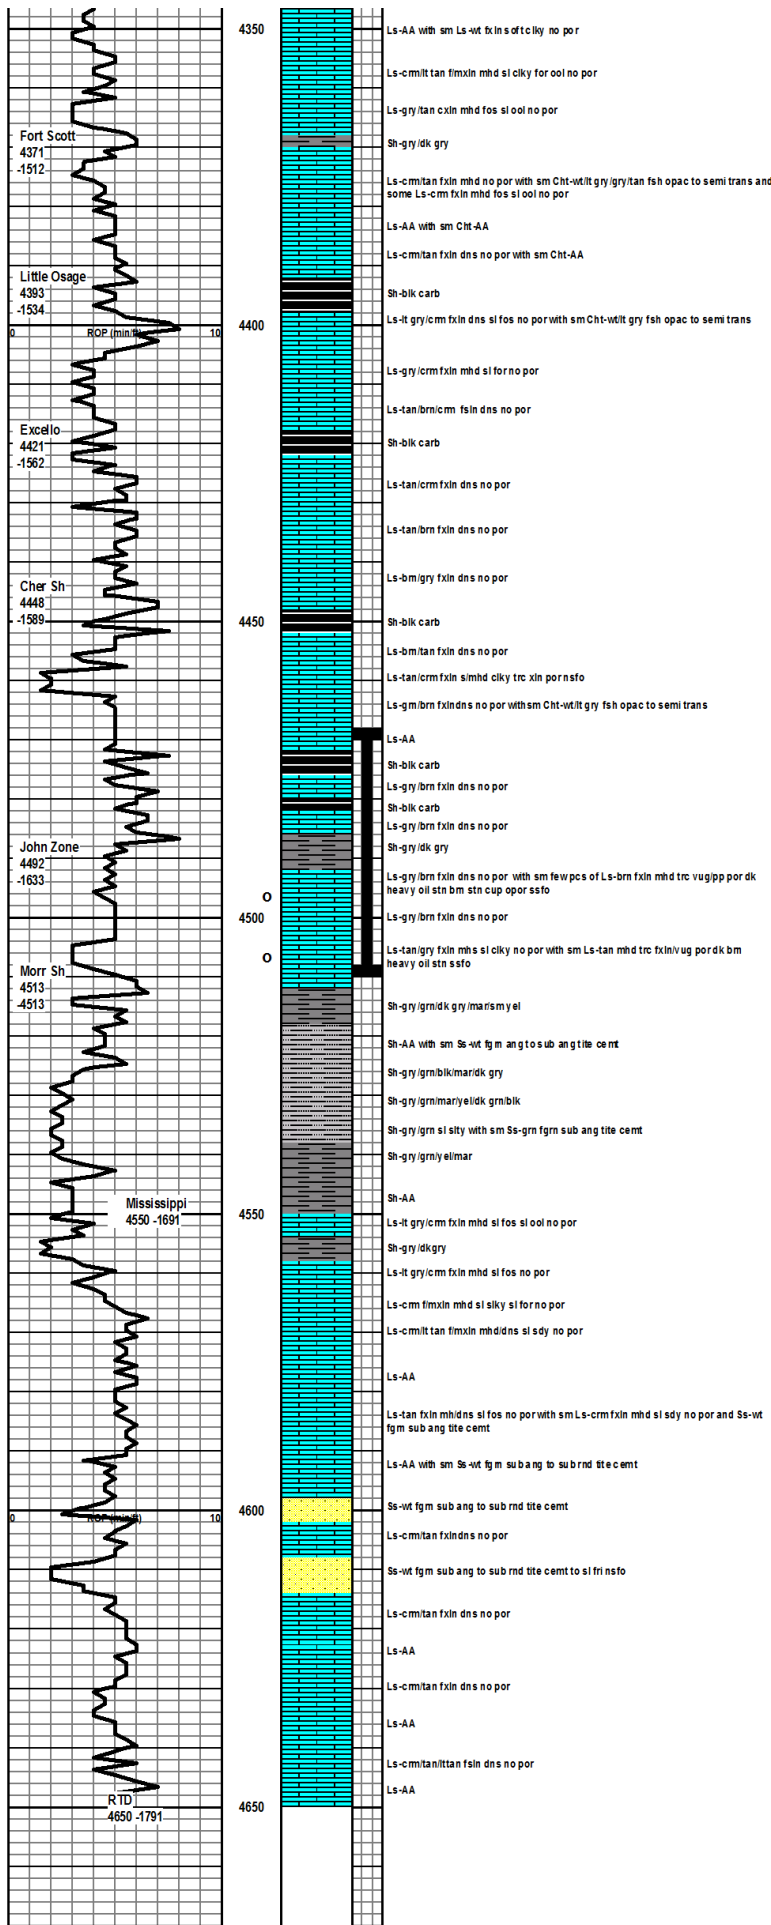 4350
Ls-AA with sm Ls-wt fxln soft clky no por
Ls-crm/lt tan f/mxln mhd sl clky for ool no por
Ls-gry/tan cxln mhd fos sl ool no por
Fort Scott
4371
-1512
Sh-gry/dk gry
Ls-crm/tan fxln mhd no por with sm Cht-wt/lt gry/gry/tan fsh opac to semi trans and
some Ls-crm fxln mhd fos sl ool no por
Ls-AA with sm Cht-AA
Ls-crm/tan fxln dns no por with sm Cht-AA
Little Osage
4393
-1534
Sh-blk carb
0 ROP (min/ft) 10
4400
Ls-lt gry/crm fxln dns sl fos no por with sm Cht-wt/lt gry fsh opac to semi trans
Ls-gry/crm fxln mhd sl for no por
Ls-tan/brn/crm fsln dns no por
Excello
4421
-1562
Sh-blk carb
Ls-tan/crm fxln dns no por
Ls-tan/brn fxln dns no por
Ls-brn/gry fxln dns no por
Cher Sh
4448
-1589
4450
Sh-blk carb
Ls-brn/tan fxln dns no por
Ls-tan/crm fxln s/mhd clky trc xln por nsfo
Ls-grn/brn fxln dns no por with sm Cht-wt/lt gry fsh opac to semi trans
Ls-AA
Sh-blk carb
Ls-gry/brn fxln dns no por
Sh-blk carb
Ls-gry/brn fxln dns no por
John Zone
4492
-1633
Sh-gry/dk gry
Ls-gry/brn fxln dns no por with sm few pcs of Ls-brn fxln mhd trc vug/pp por dk
heavy oil stn brn stn cup opor ssfo
O
4500
Ls-gry/brn fxln dns no por
O
Ls-tan/gry fxln mhs sl clky no por with sm Ls-tan mhd trc fxln/vug por dk brn
heavy oil stn ssfo
Morr Sh
4513
-4513
Sh-gry/grn/dk gry/mar/sm yel
Sh-AA with sm Ss-wt fgrn ang to sub ang tite cemt
Sh-gry/grn/blk/mar/dk gry
Sh-gry/grn/mar/yel/dk grn/blk
Sh-gry/grn sl slty with sm Ss-grn fgrn sub ang tite cemt
Sh-gry/grn/yel/mar
Sh-AA
Mississippi
4550 -1691
4550
Ls-lt gry/crm fxln mhd sl fos sl ool no por
Sh-gry/dkgry
Ls-lt gry/crm fxln mhd sl fos no por
Ls-crm f/mxln mhd sl slky sl for no por
Ls-crm/lt tan f/mxln mhd/dns sl sdy no por
Ls-AA
Ls-tan fxln mh/dns sl fos no por with sm Ls-crm fxln mhd sl sdy no por and Ss-wt
fgrn sub ang tite cemt
Ls-AA with sm Ss-wt fgrn sub ang to sub rnd tite cemt
0 ROP (min/ft) 10
4600
Ss-wt fgrn sub ang to sub rnd tite cemt
Ls-crm/tan fxln dns no por
Ss-wt fgrn sub ang to sub rnd tite cemt to sl fri nsfo
Ls-crm/tan fxln dns no por
Ls-AA
Ls-crm/tan fxln dns no por
Ls-AA
Ls-crm/tan/lttan fsln dns no por
Ls-AA
RTD
4650 -1791
4650